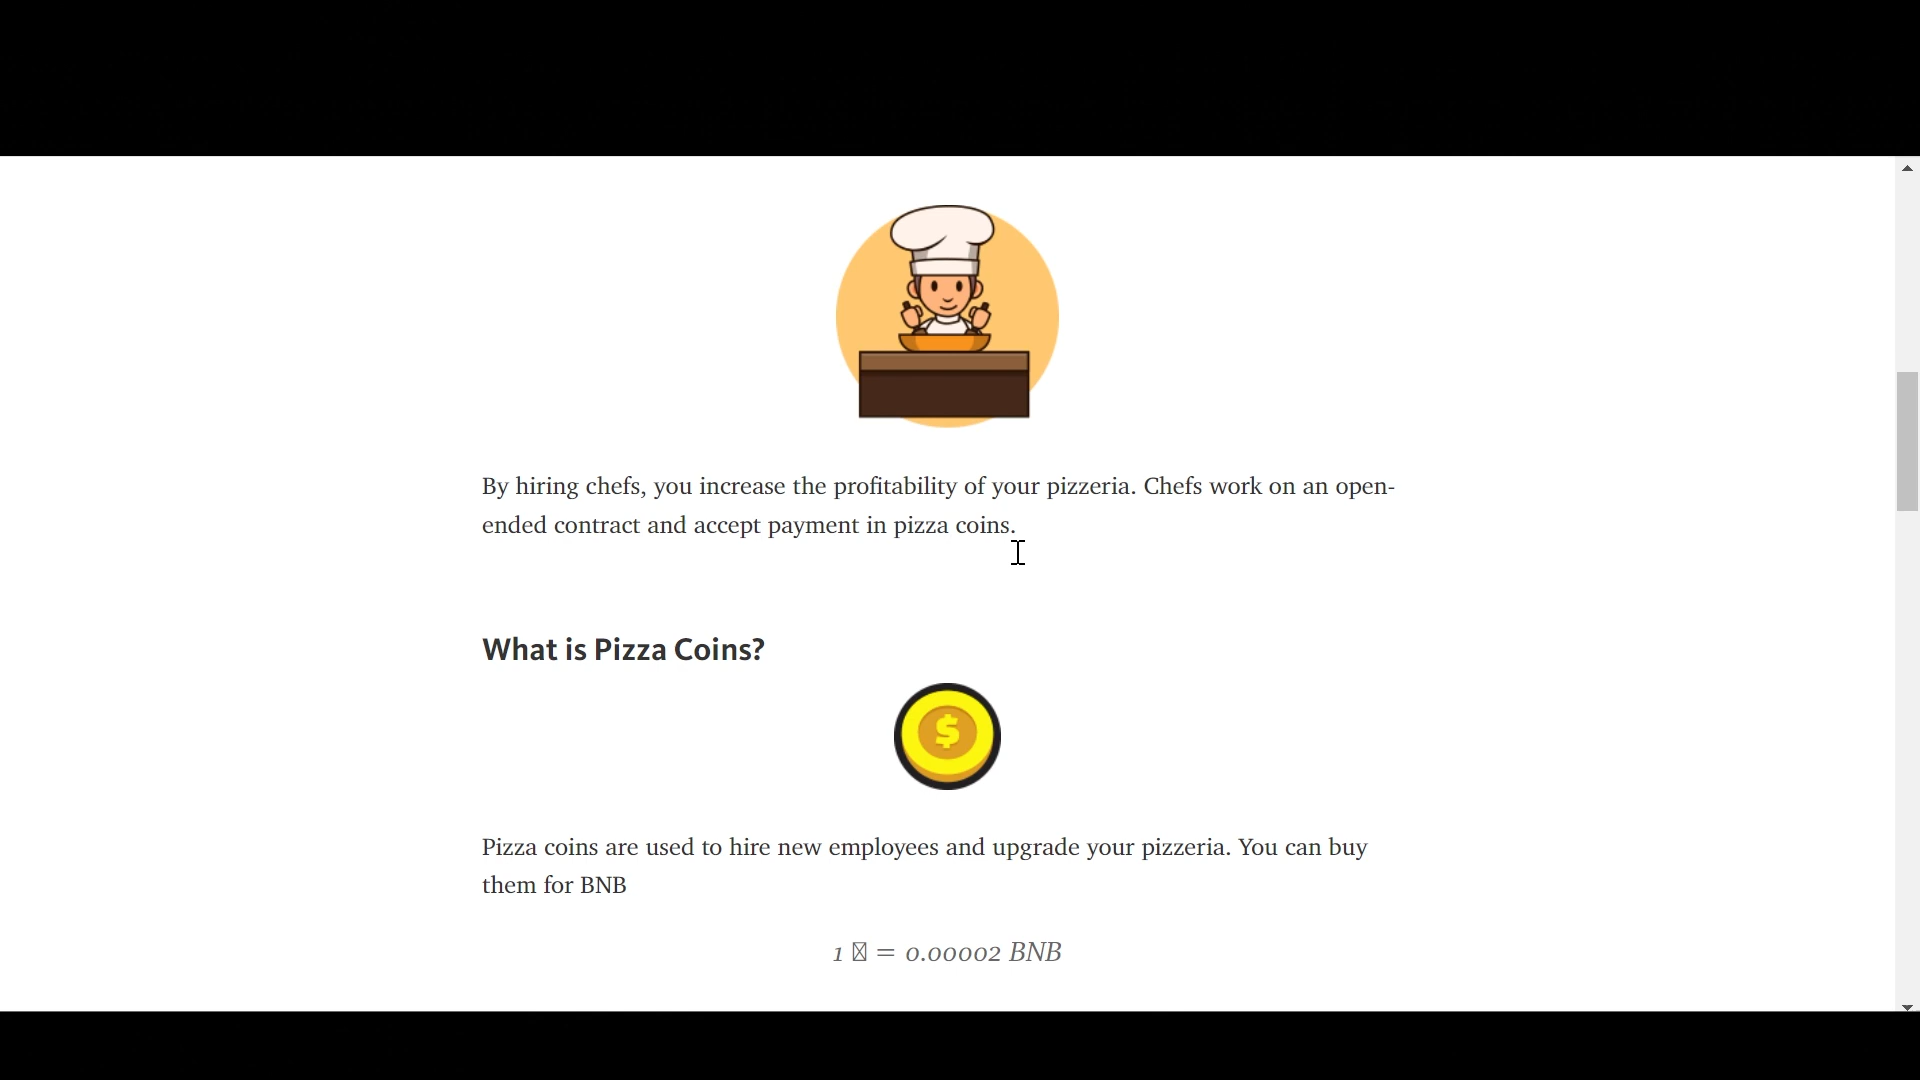 By hiring chefs, you increase the profitability of your pizzeria. Chefs work on an open-
ended contract and accept payment in pizza coins.
What is Pizza Coins?
$
Pizza coins are used to hire new employees and upgrade your pizzeria. You can buy
them for BNB
1 = 0.00002 BNB